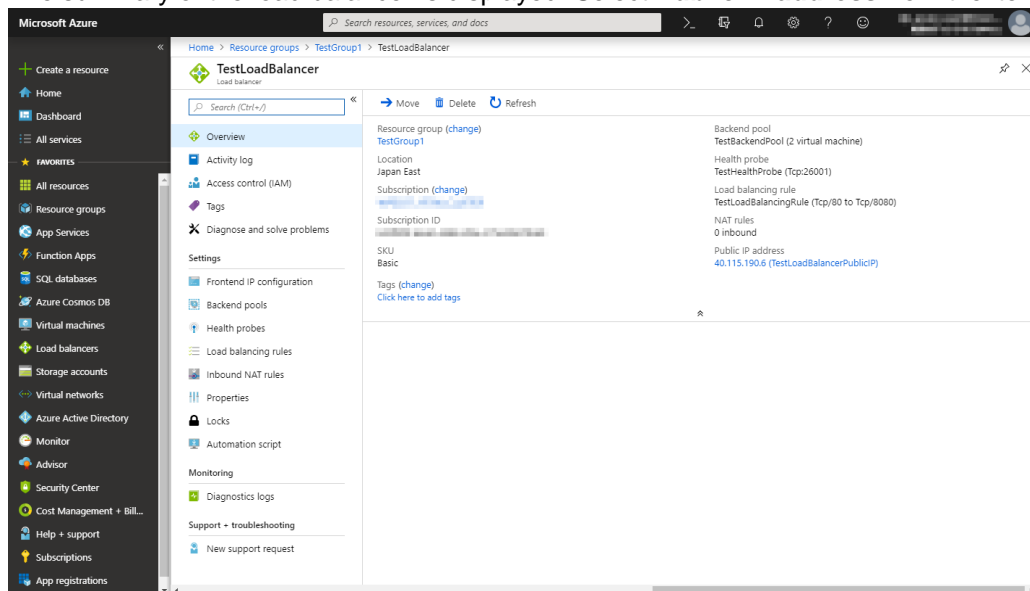 Microsoft Azure
Search resources, services, and docs
Home > Resource groups > TestGroup1 > TestLoadBalancer
Create a resource
Home
Dashboard
All services
FAVORITES
All resources
Resource groups
App Services
Function Apps
SQL databases
Azure Cosmos DB
Virtual machines
Load balancers
Storage accounts
Virtual networks
Azure Active Directory
Monitor
Advisor
Security Center
Cost Management + Bill...
Help + support
Subscriptions
App registrations
TestLoadBalancer
Load balancer
Search (Ctrl+/)
Overview
Activity log
Access control (IAM)
Tags
Diagnose and solve problems
Settings
Frontend IP configuration
Backend pools
Health probes
Load balancing rules
Inbound NAT rules
Properties
Locks
Automation script
Monitoring
Diagnostics logs
Support + troubleshooting
New support request
Move Delete Refresh
Resource group (change)
TestGroup1
Location
Japan East
Subscription (change)
Subscription ID
SKU
Basic
Tags (change)
Click here to add tags
Backend pool
TestBackendPool (2 virtual machine)
Health probe
TestHealthProbe (Tcp:26001)
Load balancing rule
TestLoadBalancingRule (Tcp/80 to Tcp/8080)
NAT rules
0 inbound
Public IP address
40.115.190.6 (TestLoadBalancerPublicIP)